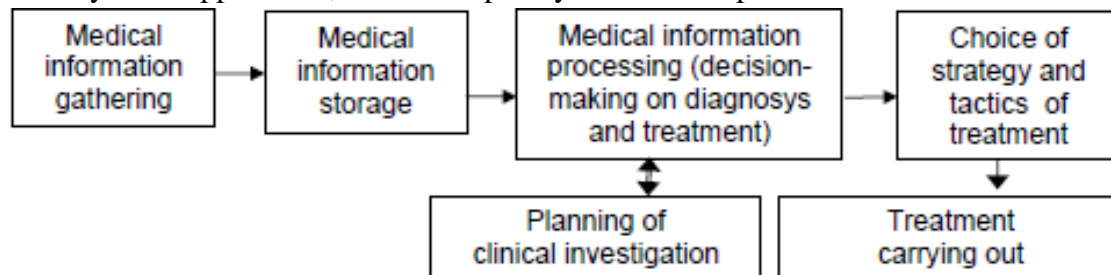 Medical
information
gathering
Medical
information
storage
Medical information
processing (decision-
making on diagnosys
and treatment)
Choice of
strategy and
tactics of
treatment
Planning of
clinical investigation
Treatment
carrying out